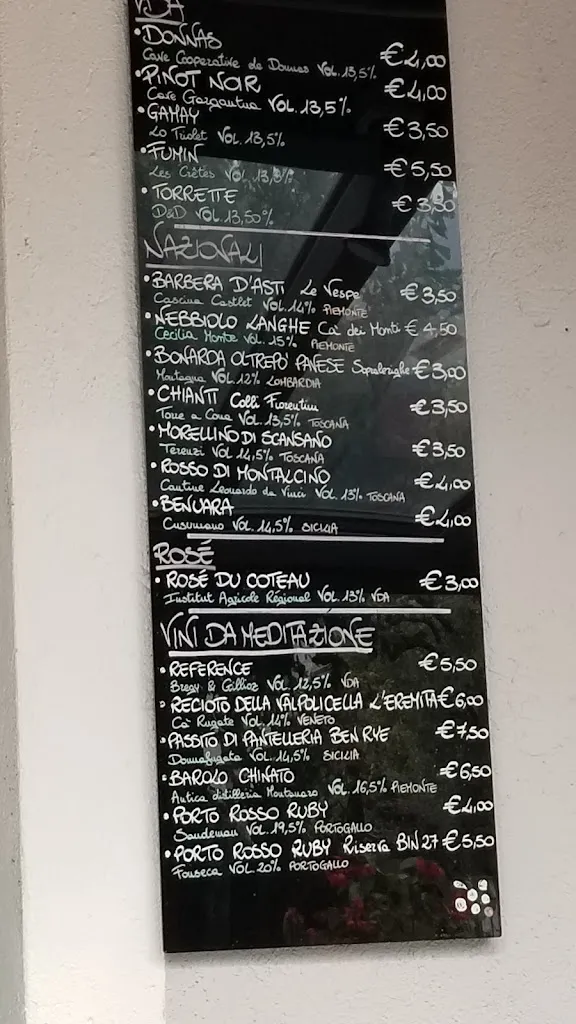 VDA
• DONNAS €4,00
Cave Cooperative de Donnas VOL. 13,5%
• PINOT NOIR €4,00
Cave Gargantua VOL. 13,5%
• GAMAY €3,50
Lo Triolet VOL. 13,5%
• FUMIN €5,50
Les Crêtes VOL. 13,5%
• TORRETTE €3,50
D&D VOL. 13,50%
NAZIONALI
• BARBERA D'ASTI Le Vespe €3,50
Cascina Castlet VOL. 14% PIEMONTE
• NEBBIOLO LANGHE Ca' dei Monti €4,50
Cecilia Monte VOL. 15% PIEMONTE
• BONARDA OLTREPO' PAVESE €3,00
Montagna VOL. 12% LOMBARDIA
• CHIANTI Colli Fiorentini €3,50
Torre a Cona VOL. 13,5% TOSCANA
• MORELLINO DI SCANSANO €3,50
Terenzi VOL 14,5% TOSCANA
• ROSSO DI MONTALCINO €4,00
Cantine Leonardo da Vinci VOL. 15% TOSCANA
• BENUARA €4,00
Cusumano VOL. 14,5% SICILIA
ROSÉ
• ROSÉ DU COTEAU €3,00
Institut Agricole Régional VOL. 13% VDA
VINI DA MEDITAZIONE
• REFERENCE €5,50
Bregy & Gillioz VOL. 12,5% VDA
• RECIOTO DELLA VALPOLICELLA L'EREMITA €6,00
Ca' Rugate VOL. 14% VENETO
• PASSITO DI PANTELLERIA BEN RYE €7,50
Donnafugata VOL. 14,5% SICILIA
• BAROLO CHINATO €6,50
Antica distilleria Montanaro VOL. 16,5% PIEMONTE
• PORTO ROSSO RUBY €4,00
Sandeman VOL. 19,5% PORTOGALLO
• PORTO ROSSO RUBY Riserva BIN 27 €5,50
Fonseca VOL. 20% PORTOGALLO